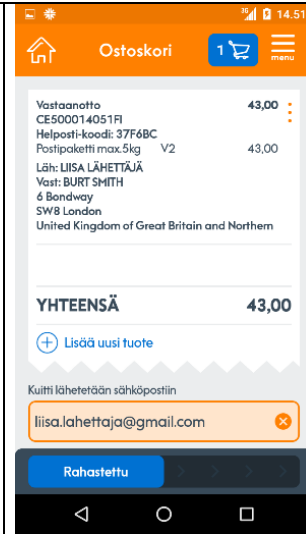 3G 14.51
Ostoskori 1 menu
Vastaanotto 43,00
CE500014051FI
Helposti-koodi: 37F6BC
Postipaketti max.5kg V2 43,00
Läh: LIISA LÄHETTÄJÄ
Vast: BURT SMITH
6 Bondway
SW8 London
United Kingdom of Great Britain and Northern
YHTEENSÄ 43,00
Lisää uusi tuote
Kuitti lähetetään sähköpostiin
liisa.lahettaja@gmail.com
Rahastettu